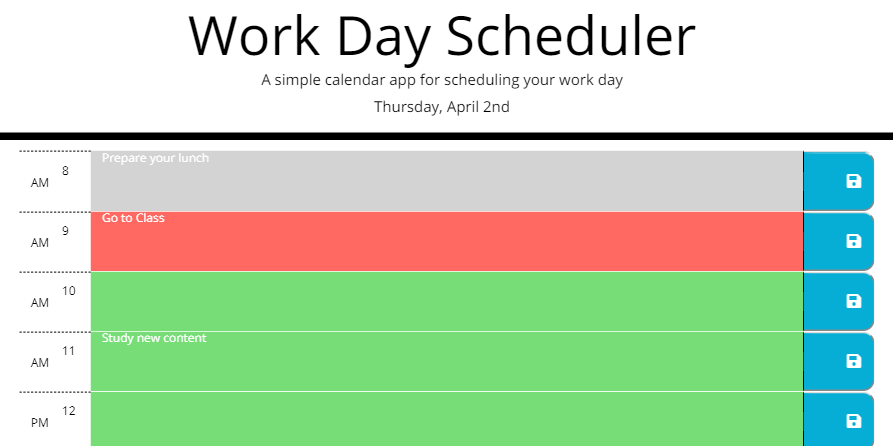 Work Day Scheduler
A simple calendar app for scheduling your work day
Thursday, April 2nd
8 AM Prepare your lunch
9 AM Go to Class
10 AM
11 AM Study new content
12 PM